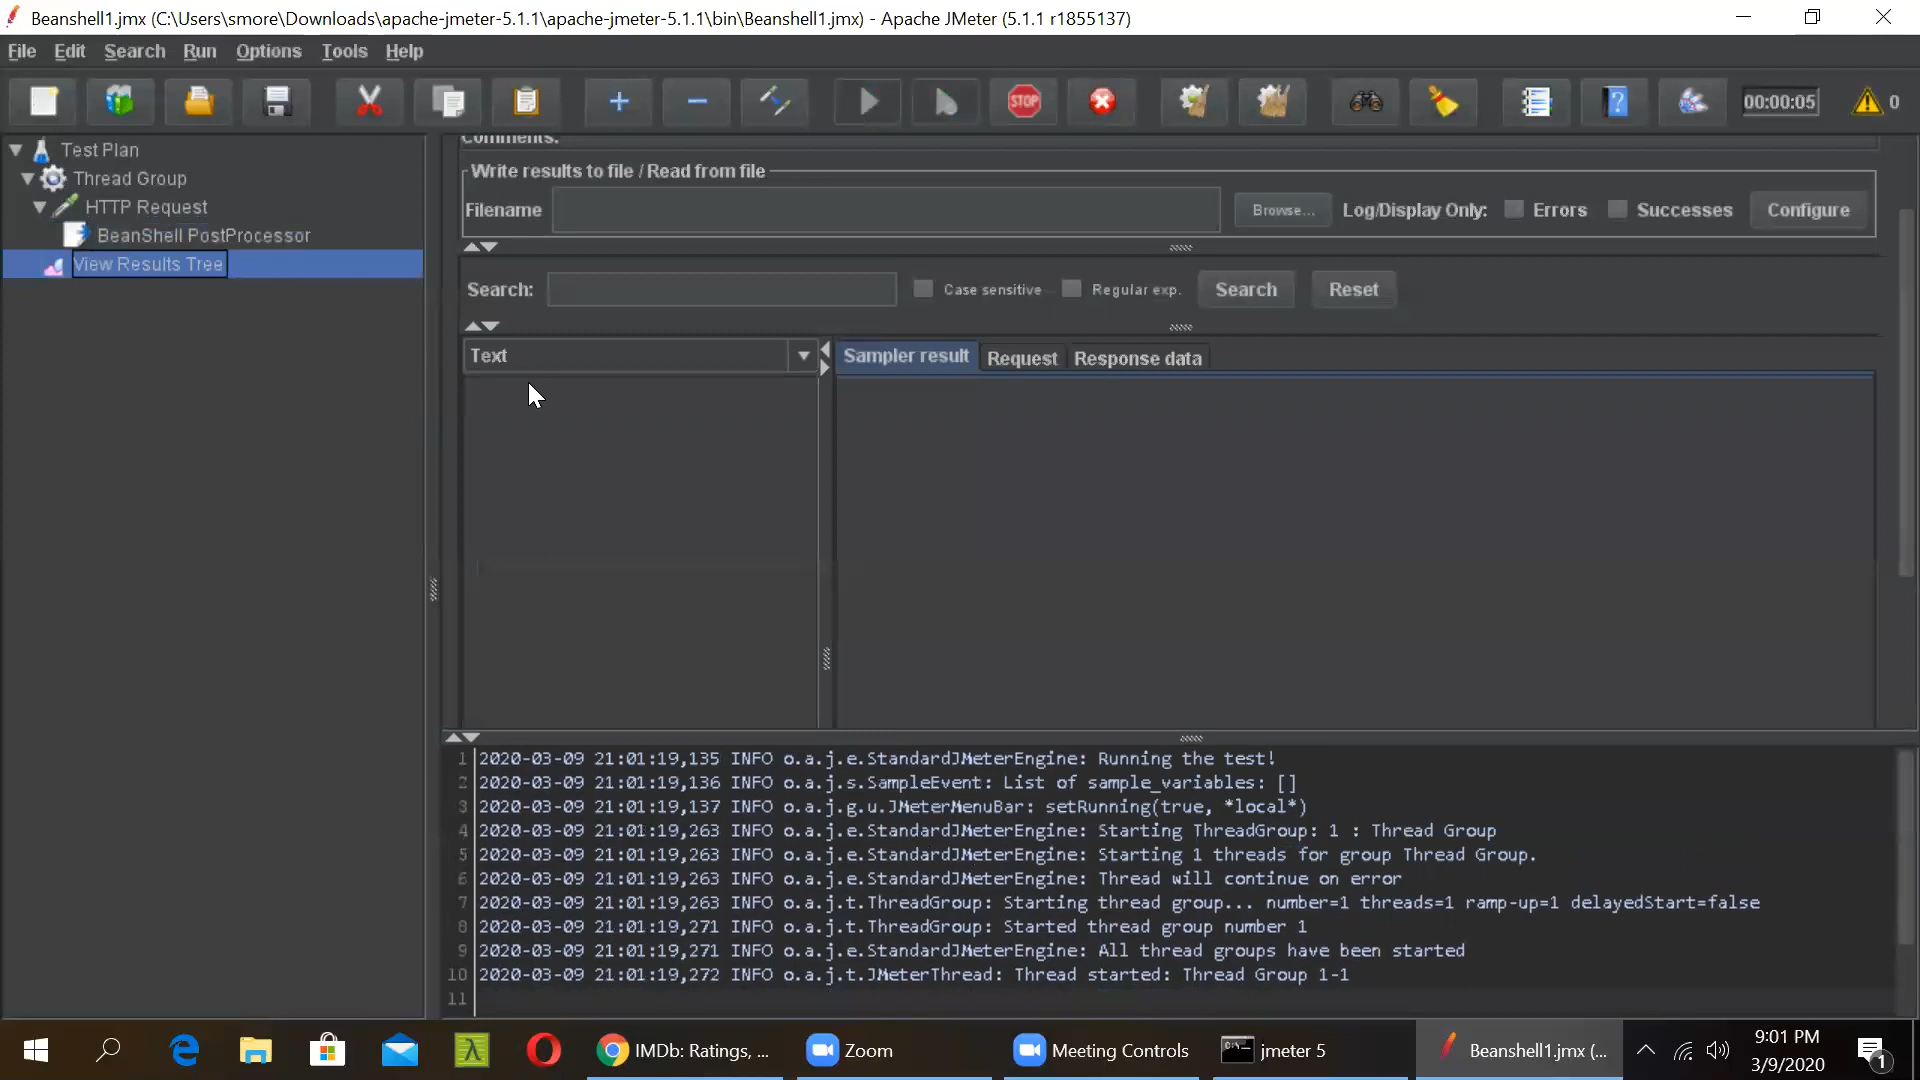 Beanshell1.jmx (C:\Users\smore\Downloads\apache-jmeter-5.1.1\apache-jmeter-5.1.1\bin\Beanshell1.jmx) - Apache JMeter (5.1.1 r1855137)
File Edit Search Run Options Tools Help
STOP
00:00:05
0
Test Plan
Thread Group
HTTP Request
BeanShell PostProcessor
View Results Tree
Comments:
Write results to file / Read from file
Filename
Browse...
Log/Display Only:
Errors
Successes
Configure
Search:
Case sensitive
Regular exp.
Search
Reset
Text
Sampler result
Request
Response data
1 2020-03-09 21:01:19,135 INFO o.a.j.e.StandardJMeterEngine: Running the test!
2 2020-03-09 21:01:19,136 INFO o.a.j.s.SampleEvent: List of sample_variables: []
3 2020-03-09 21:01:19,137 INFO o.a.j.g.u.JMeterMenuBar: setRunning(true, *local*)
4 2020-03-09 21:01:19,263 INFO o.a.j.e.StandardJMeterEngine: Starting ThreadGroup: 1 : Thread Group
5 2020-03-09 21:01:19,263 INFO o.a.j.e.StandardJMeterEngine: Starting 1 threads for group Thread Group.
6 2020-03-09 21:01:19,263 INFO o.a.j.e.StandardJMeterEngine: Thread will continue on error
7 2020-03-09 21:01:19,263 INFO o.a.j.t.ThreadGroup: Starting thread group... number=1 threads=1 ramp-up=1 delayedStart=false
8 2020-03-09 21:01:19,271 INFO o.a.j.t.ThreadGroup: Started thread group number 1
9 2020-03-09 21:01:19,271 INFO o.a.j.e.StandardJMeterEngine: All thread groups have been started
10 2020-03-09 21:01:19,272 INFO o.a.j.t.JMeterThread: Thread started: Thread Group 1-1
11
IMDb: Ratings, ...
Zoom
Meeting Controls
jmeter 5
Beanshell1.jmx (...
9:01 PM
3/9/2020
1